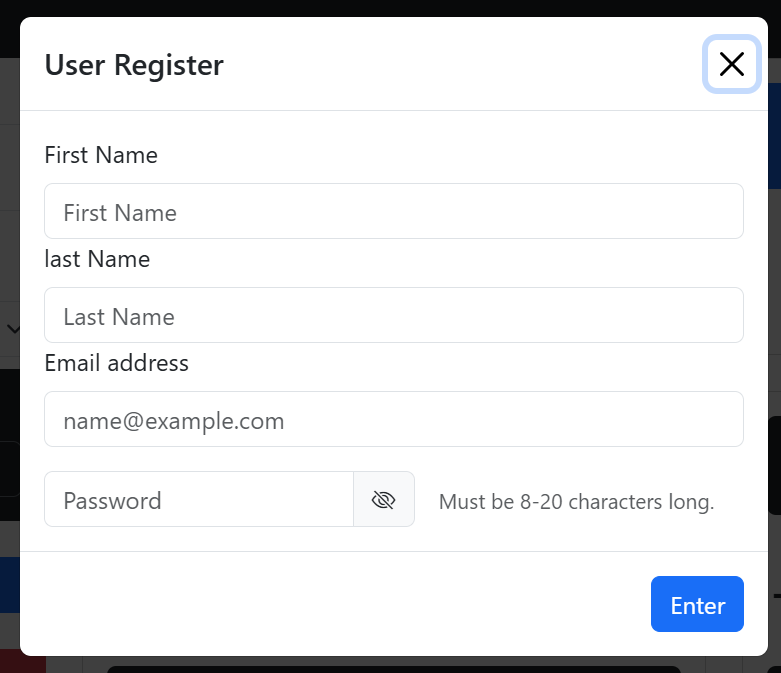 User Register
First Name
First Name
last Name
Last Name
Email address
name@example.com
Password
Must be 8-20 characters long.
Enter